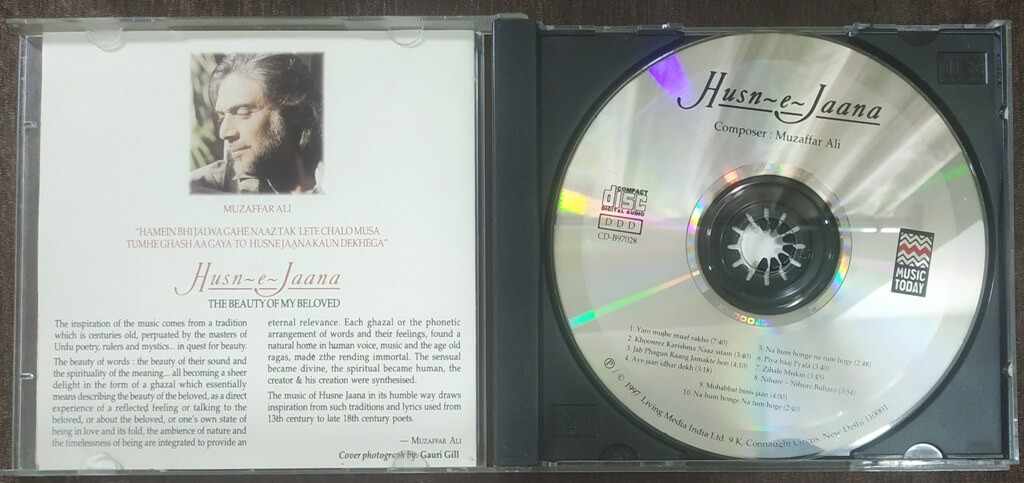 MUZAFFAR ALI
"HAMEIN BHI JALWA GAHE NAAZ TAK LETE CHALO MUSA
TUMHE GHASH AA GAYA TO HUSNE JAANA KAUN DEKHEGA"
Husn~e~Jaana
THE BEAUTY OF MY BELOVED
The inspiration of the music comes from a tradition
which is centuries old, perpuated by the masters of
Urdu poetry, rulers and mystics... in quest for beauty.
The beauty of words : the beauty of their sound and
the spirituality of the meaning... all becoming a sheer
delight in the form of a ghazal which essentially
means describing the beauty of the beloved, as a direct
experience of a reflected feeling or talking to the
beloved, or about the beloved, or one's own state of
being in love and its fold, the ambience of nature and
the timelessness of being are integrated to provide an
eternal relevance. Each ghazal or the phonetic
arrangement of words and their feelings, found a
natural home in human voice, music and the age old
ragas, made zthe rending immortal. The sensual
became divine, the spiritual became human, the
creator & his creation were synthesised.
The music of Husne Jaana in its humble way draws
inspiration from such traditions and lyrics used from
13th century to late 18th century poets.
— MUZAFFAR ALI
Cover photograph by: Gauri Gill
Husn~e~Jaana
Composer : Muzaffar Ali
COMPACT
disc
DIGITAL AUDIO
D D D
CD-B97028
MUSIC
TODAY
1. Yaro mujhe muaf rakho (7:40)
2. Khoonrez Karishma Naaz sitam (3:40)
3. Jab Phagun Raang Jamakte hon (4:10)
4. Aye jaan idhar dekh (3:18)
5. Na hum honge na tum hoge (2:48)
6. Piya baaj Pyala (3:40)
7. Zihale Miskin (3:45)
8. Nihure - Nihure Buharo (3:54)
9. Mohabbat bina jaan (4:00)
10. Na hum honge Na tum hoge (2:40)
Ⓟ / © 1997, Living Media India Ltd. 9 K, Connaught Circus, New Delhi 110001